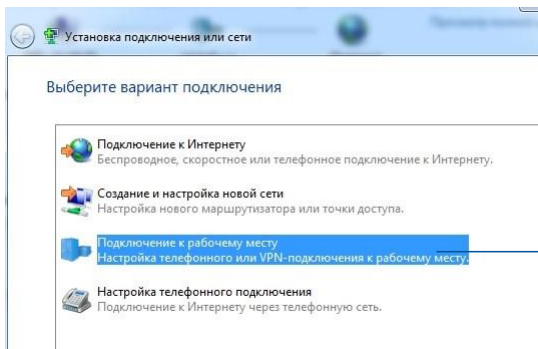 Установка подключения или сети
Выберите вариант подключения
Подключение к Интернету
Беспроводное, скоростное или телефонное подключение к Интернету.
Создание и настройка новой сети
Настройка нового маршрутизатора или точки доступа.
Подключение к рабочему месту
Настройка телефонного или VPN-подключения к рабочему месту.
Настройка телефонного подключения
Подключение к Интернету через телефонную сеть.